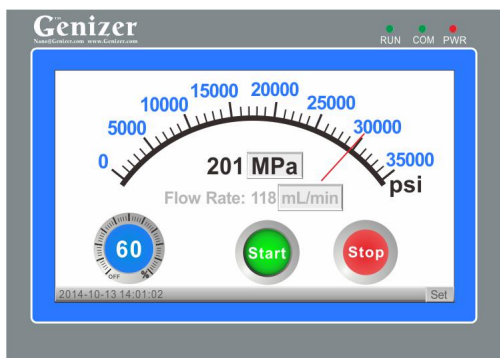 Genizer
Nano@Genizer.com www.Genizer.com
RUN COM PWR
0
5000
10000
15000
20000
25000
30000
35000
psi
201 MPa
Flow Rate: 118 mL/min
60
OFF %
Start
Stop
2014-10-13 14:01:02
Set